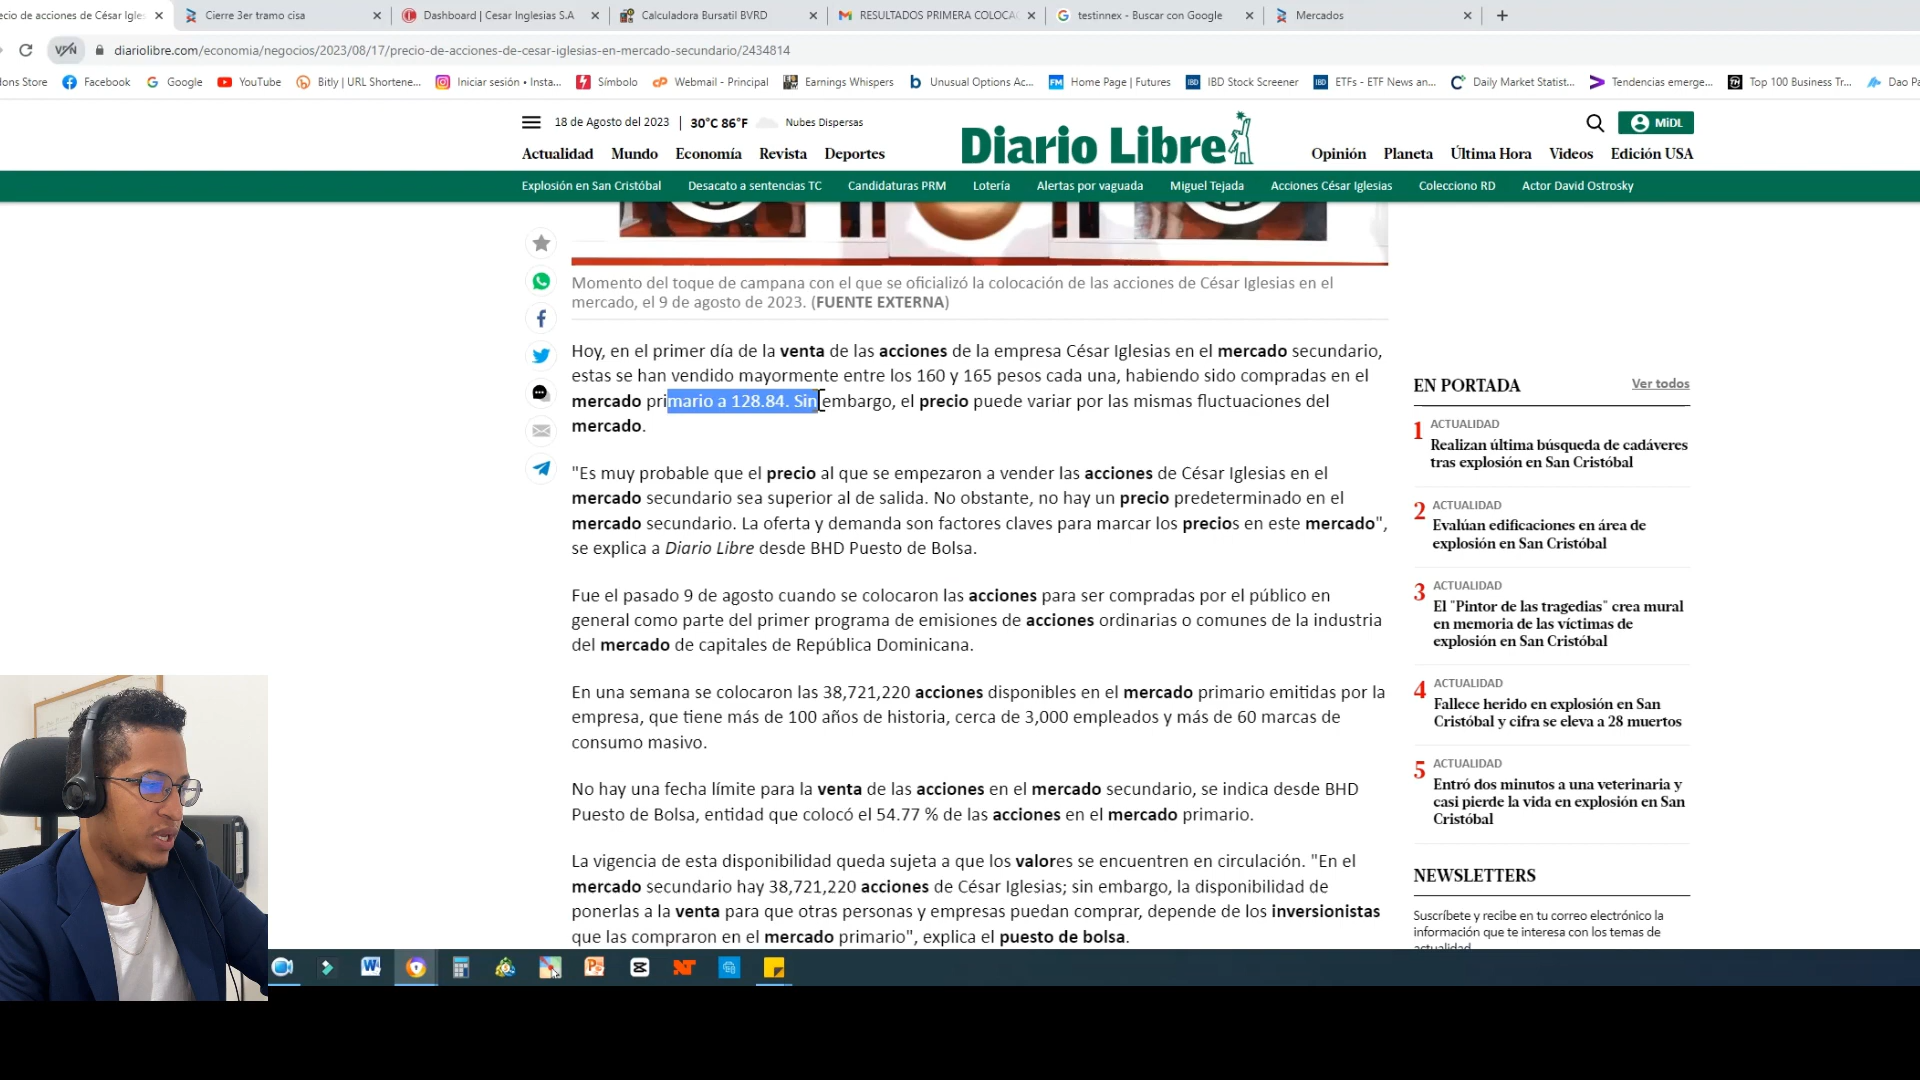 ecio de acciones de César Igles
Cierre 3er tramo cisa
Dashboard | Cesar Inglesias S.A
Calculadora Bursatil BVRD
RESULTADOS PRIMERA COLOCAC
testinnex - Buscar con Google
Mercados
VPN
diariolibre.com/economia/negocios/2023/08/17/precio-de-acciones-de-cesar-iglesias-en-mercado-secundario/2434814
dons Store
Facebook
Google
YouTube
Bitly | URL Shortene...
Iniciar sesión • Insta...
Símbolo
Webmail - Principal
Earnings Whispers
Unusual Options Ac...
Home Page | Futures
IBD Stock Screener
ETFs - ETF News an...
Daily Market Statist...
Tendencias emerge...
Top 100 Business Tr...
Dao Pa
18 de Agosto del 2023 | 30°C 86°F Nubes Dispersas
Diario Libre
MiDL
Actualidad Mundo Economía Revista Deportes
Opinión Planeta Última Hora Videos Edición USA
Explosión en San Cristóbal Desacato a sentencias TC Candidaturas PRM Lotería Alertas por vaguada Miguel Tejada Acciones César Iglesias Colecciono RD Actor David Ostrosky
Momento del toque de campana con el que se oficializó la colocación de las acciones de César Iglesias en el
mercado, el 9 de agosto de 2023. (FUENTE EXTERNA)
Hoy, en el primer día de la venta de las acciones de la empresa César Iglesias en el mercado secundario,
estas se han vendido mayormente entre los 160 y 165 pesos cada una, habiendo sido compradas en el
mercado primario a 128.84. Sin embargo, el precio puede variar por las mismas fluctuaciones del
mercado.
"Es muy probable que el precio al que se empezaron a vender las acciones de César Iglesias en el
mercado secundario sea superior al de salida. No obstante, no hay un precio predeterminado en el
mercado secundario. La oferta y demanda son factores claves para marcar los precios en este mercado",
se explica a Diario Libre desde BHD Puesto de Bolsa.
Fue el pasado 9 de agosto cuando se colocaron las acciones para ser compradas por el público en
general como parte del primer programa de emisiones de acciones ordinarias o comunes de la industria
del mercado de capitales de República Dominicana.
En una semana se colocaron las 38,721,220 acciones disponibles en el mercado primario emitidas por la
empresa, que tiene más de 100 años de historia, cerca de 3,000 empleados y más de 60 marcas de
consumo masivo.
No hay una fecha límite para la venta de las acciones en el mercado secundario, se indica desde BHD
Puesto de Bolsa, entidad que colocó el 54.77 % de las acciones en el mercado primario.
La vigencia de esta disponibilidad queda sujeta a que los valores se encuentren en circulación. "En el
mercado secundario hay 38,721,220 acciones de César Iglesias; sin embargo, la disponibilidad de
ponerlas a la venta para que otras personas y empresas puedan comprar, depende de los inversionistas
que las compraron en el mercado primario", explica el puesto de bolsa.
EN PORTADA
Ver todos
1 ACTUALIDAD
Realizan última búsqueda de cadáveres
tras explosión en San Cristóbal
2 ACTUALIDAD
Evalúan edificaciones en área de
explosión en San Cristóbal
3 ACTUALIDAD
El "Pintor de las tragedias" crea mural
en memoria de las víctimas de
explosión en San Cristóbal
4 ACTUALIDAD
Fallece herido en explosión en San
Cristóbal y cifra se eleva a 28 muertos
5 ACTUALIDAD
Entró dos minutos a una veterinaria y
casi pierde la vida en explosión en San
Cristóbal
NEWSLETTERS
Suscríbete y recibe en tu correo electrónico la
información que te interesa con los temas de
actualidad